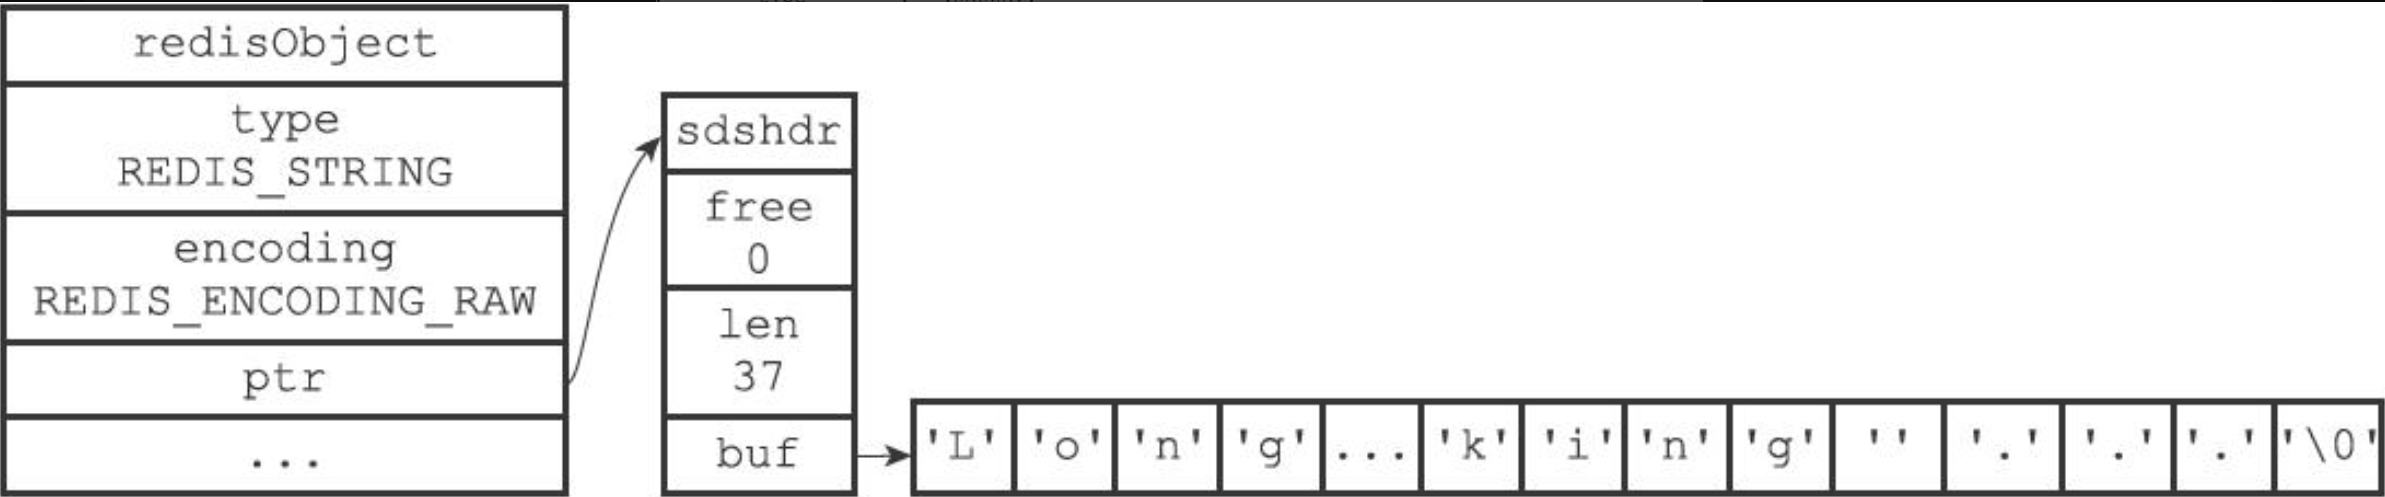 redisObject
type
REDIS_STRING
encoding
REDIS_ENCODING_RAW
ptr
...
sdshdr
free
0
len
37
buf
'L' 'o' 'n' 'g' ... 'k' 'i' 'n' 'g' ' ' '.' '.' '.' '\0'